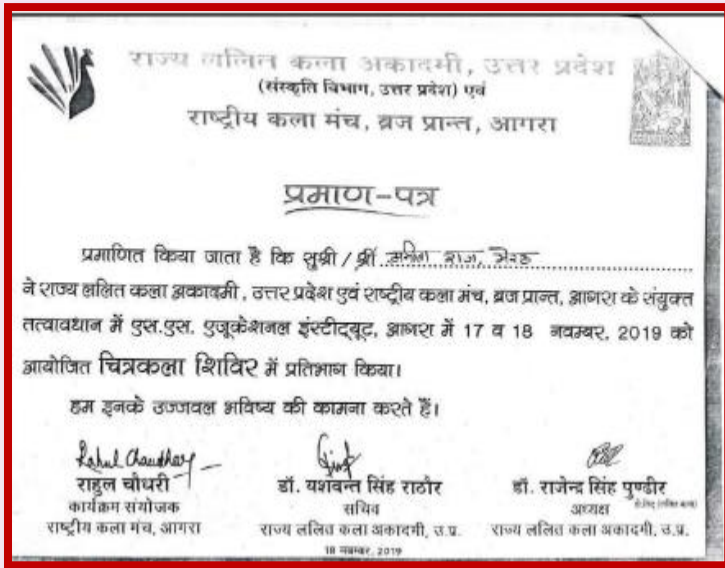 राज्य ललित कला अकादमी, उत्तर प्रदेश
(संस्कृति विभाग, उत्तर प्रदेश) एवं
राष्ट्रीय कला मंच, ब्रज प्रान्त, आगरा
प्रमाण-पत्र
प्रमाणित किया जाता है कि सुश्री / श्री राज, मेरठ
ने राज्य ललित कला अकादमी, उत्तर प्रदेश एवं राष्ट्रीय कला मंच, ब्रज प्रान्त, आगरा के संयुक्त
तत्वावधान में एस.एस. एजूकेशनल इंस्टीट्यूट, आगरा में 17 व 18 नवम्बर, 2019 को
आयोजित चित्रकला शिविर में प्रतिभाग किया।
हम इनके उज्जवल भविष्य की कामना करते हैं।
Rahul Chaudhary
राहुल चौधरी
कार्यक्रम संयोजक
राष्ट्रीय कला मंच, आगरा
डॉ. यशवन्त सिंह राठौर
सचिव
राज्य ललित कला अकादमी, उ.प्र.
18 नवम्बर, 2019
डॉ. राजेन्द्र सिंह पुण्डीर
अध्यक्ष
राज्य ललित कला अकादमी, उ.प्र.